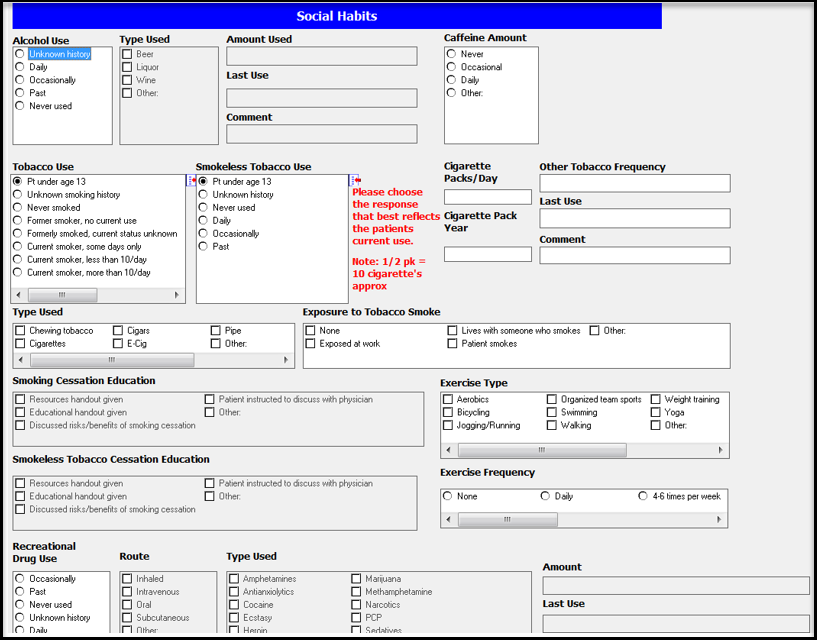 Social Habits
Alcohol Use
Unknown history
Daily
Occasionally
Past
Never used
Type Used
Beer
Liquor
Wine
Other:
Amount Used
Last Use
Comment
Caffeine Amount
Never
Occasional
Daily
Other:
Tobacco Use
Pt under age 13
Unknown smoking history
Never smoked
Former smoker, no current use
Formerly smoked, current status unknown
Current smoker, some days only
Current smoker, less than 10/day
Current smoker, more than 10/day
Smokeless Tobacco Use
Pt under age 13
Unknown history
Never used
Daily
Occasionally
Past
Please choose
the response
that best reflects
the patients
current use.
Note: 1/2 pk =
10 cigarette's
approx
Cigarette
Packs/Day
Cigarette Pack
Year
Other Tobacco Frequency
Last Use
Comment
Type Used
Chewing tobacco
Cigars
Pipe
Cigarettes
E-Cig
Other:
Exposure to Tobacco Smoke
None
Lives with someone who smokes
Other:
Exposed at work
Patient smokes
Smoking Cessation Education
Resources handout given
Patient instructed to discuss with physician
Educational handout given
Other:
Discussed risks/benefits of smoking cessation
Exercise Type
Aerobics
Organized team sports
Weight training
Bicycling
Swimming
Yoga
Jogging/Running
Walking
Other:
Smokeless Tobacco Cessation Education
Resources handout given
Patient instructed to discuss with physician
Educational handout given
Other:
Discussed risks/benefits of smoking cessation
Exercise Frequency
None
Daily
4-6 times per week
Recreational
Drug Use
Occasionally
Past
Never used
Unknown history
Daily
Route
Inhaled
Intravenous
Oral
Subcutaneous
Other:
Type Used
Amphetamines
Marijuana
Antianxiolytics
Methamphetamine
Cocaine
Narcotics
Ecstasy
PCP
Heroin
Sedatives
Amount
Last Use